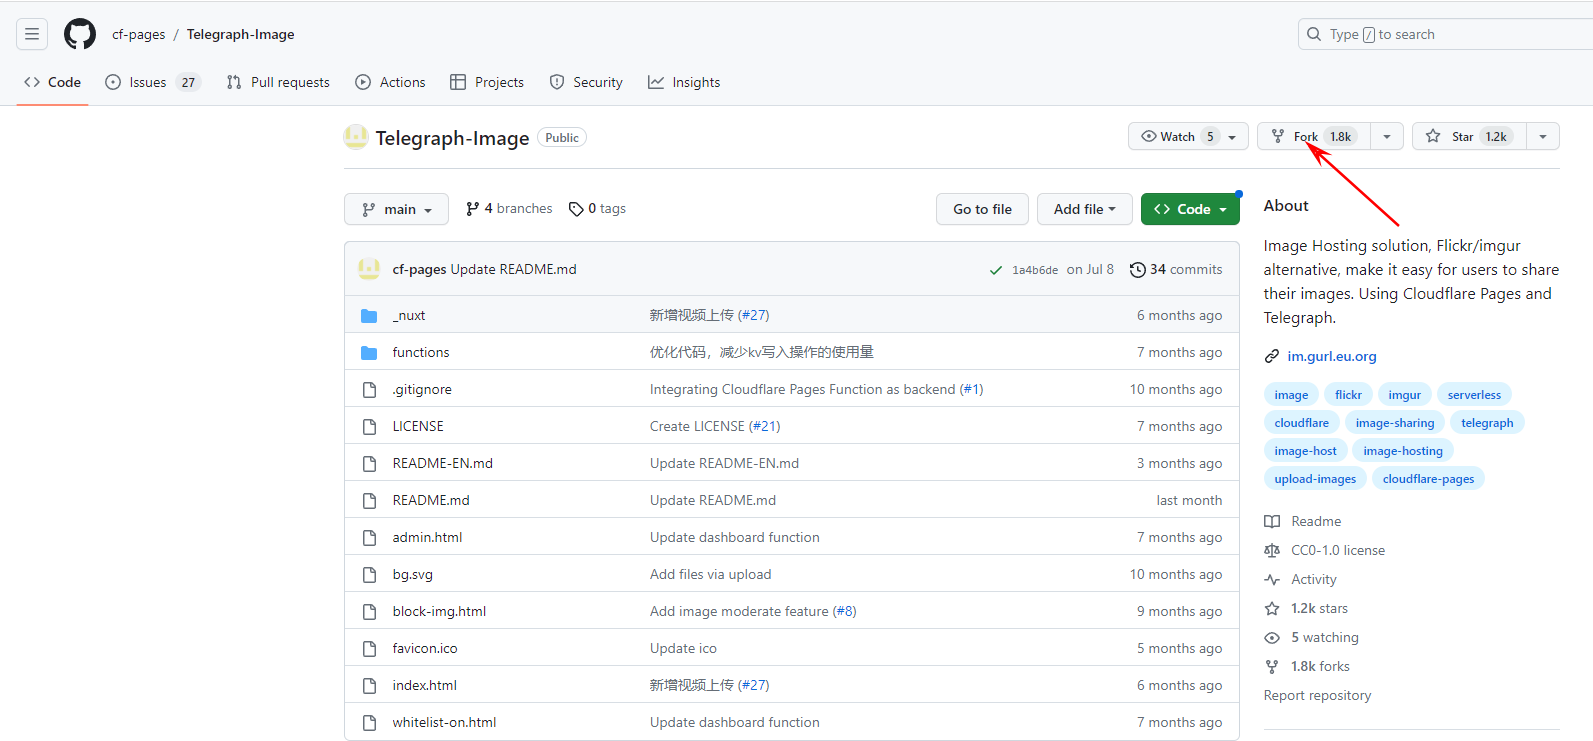 cf-pages / Telegraph-Image
Type / to search
Code Issues 27 Pull requests Actions Projects Security Insights
Telegraph-Image Public
Watch 5 Fork 1.8k Star 1.2k
main 4 branches 0 tags Go to file Add file Code
cf-pages Update README.md 1a4b6de on Jul 8 34 commits
_nuxt 新增视频上传 (#27) 6 months ago
functions 优化代码，减少kv写入操作的使用量 7 months ago
.gitignore Integrating Cloudflare Pages Function as backend (#1) 10 months ago
LICENSE Create LICENSE (#21) 7 months ago
README-EN.md Update README-EN.md 3 months ago
README.md Update README.md last month
admin.html Update dashboard function 7 months ago
bg.svg Add files via upload 10 months ago
block-img.html Add image moderate feature (#8) 9 months ago
favicon.ico Update ico 5 months ago
index.html 新增视频上传 (#27) 6 months ago
whitelist-on.html Update dashboard function 7 months ago
About
Image Hosting solution, Flickr/imgur
alternative, make it easy for users to share
their images. Using Cloudflare Pages and
Telegraph.
im.gurl.eu.org
image flickr imgur serverless
cloudflare image-sharing telegraph
image-host image-hosting
upload-images cloudflare-pages
Readme
CC0-1.0 license
Activity
1.2k stars
5 watching
1.8k forks
Report repository